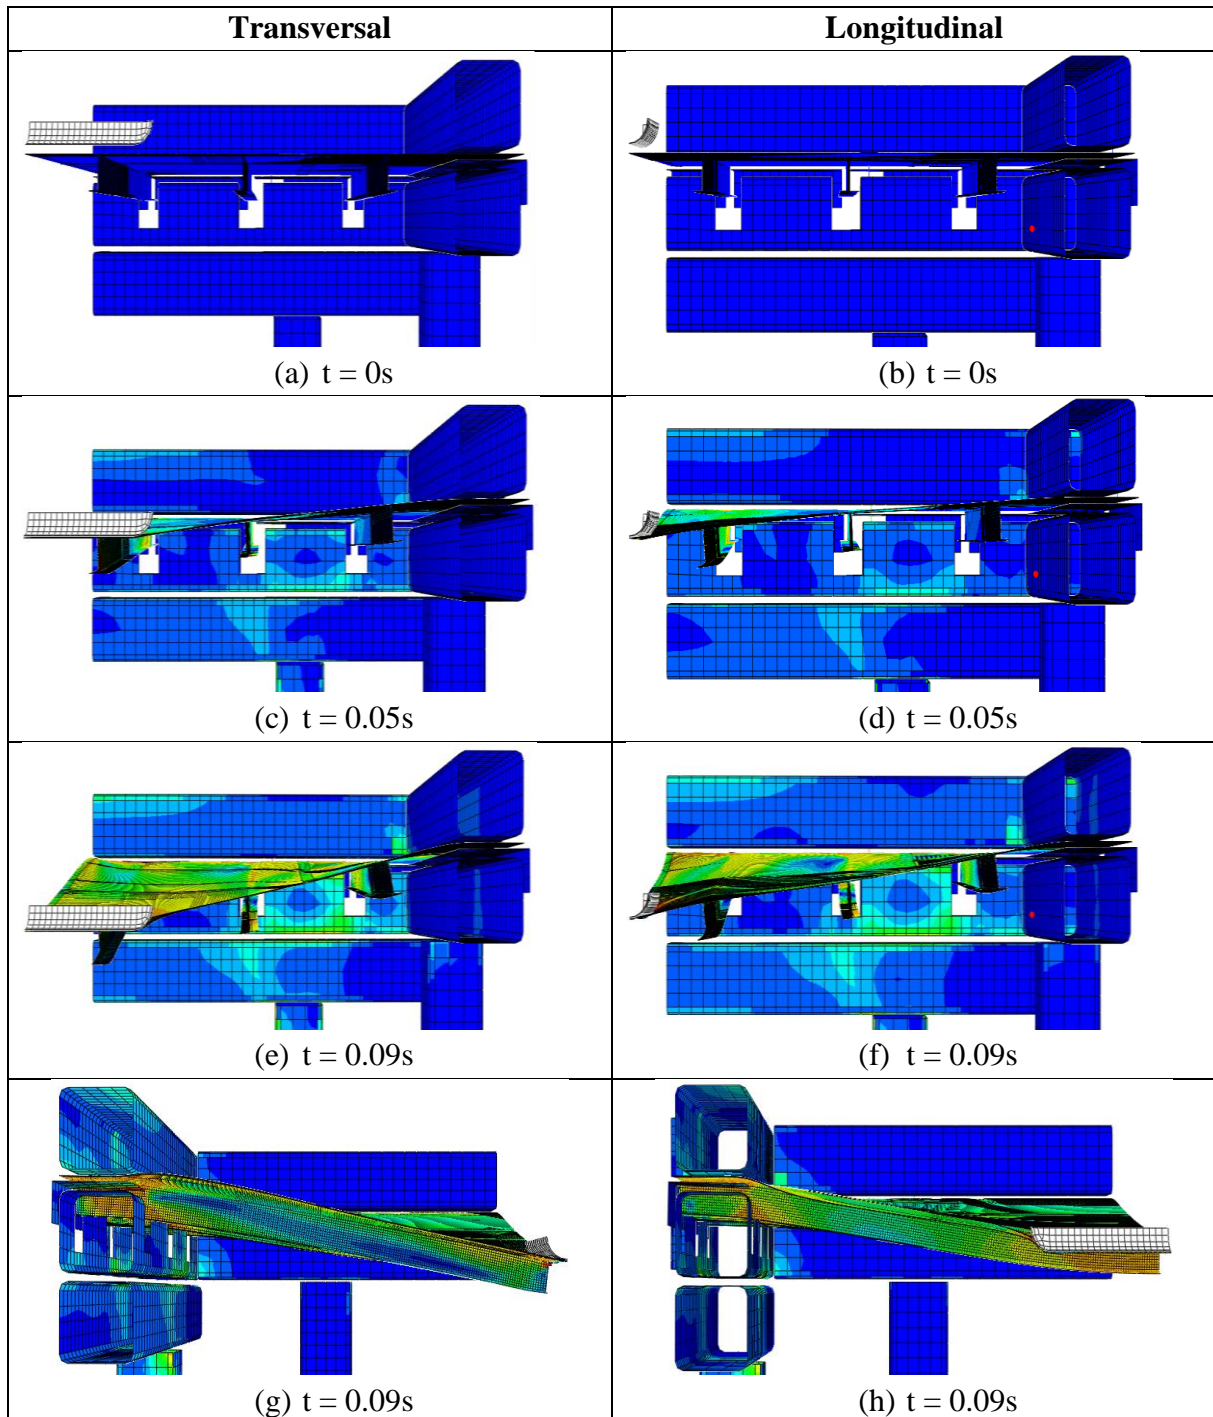 Transversal Longitudinal
(a) t = 0s (b) t = 0s
(c) t = 0.05s (d) t = 0.05s
(e) t = 0.09s (f) t = 0.09s
(g) t = 0.09s (h) t = 0.09s